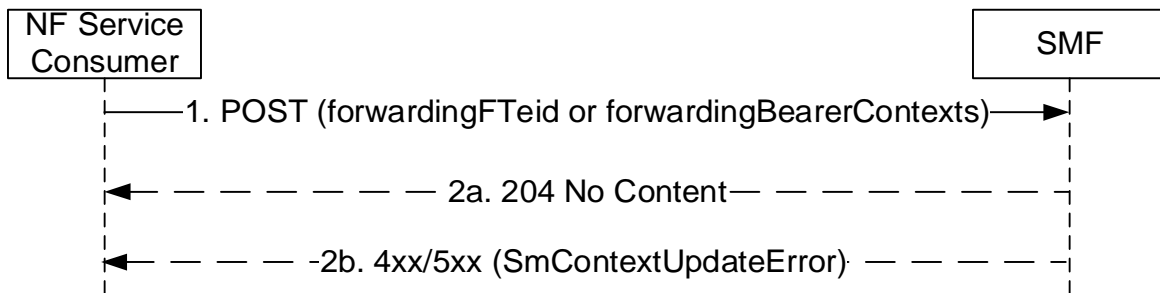 NF Service
Consumer
SMF
1. POST (forwardingFTeid or forwardingBearerContexts)
2a. 204 No Content
2b. 4xx/5xx (SmContextUpdateError)